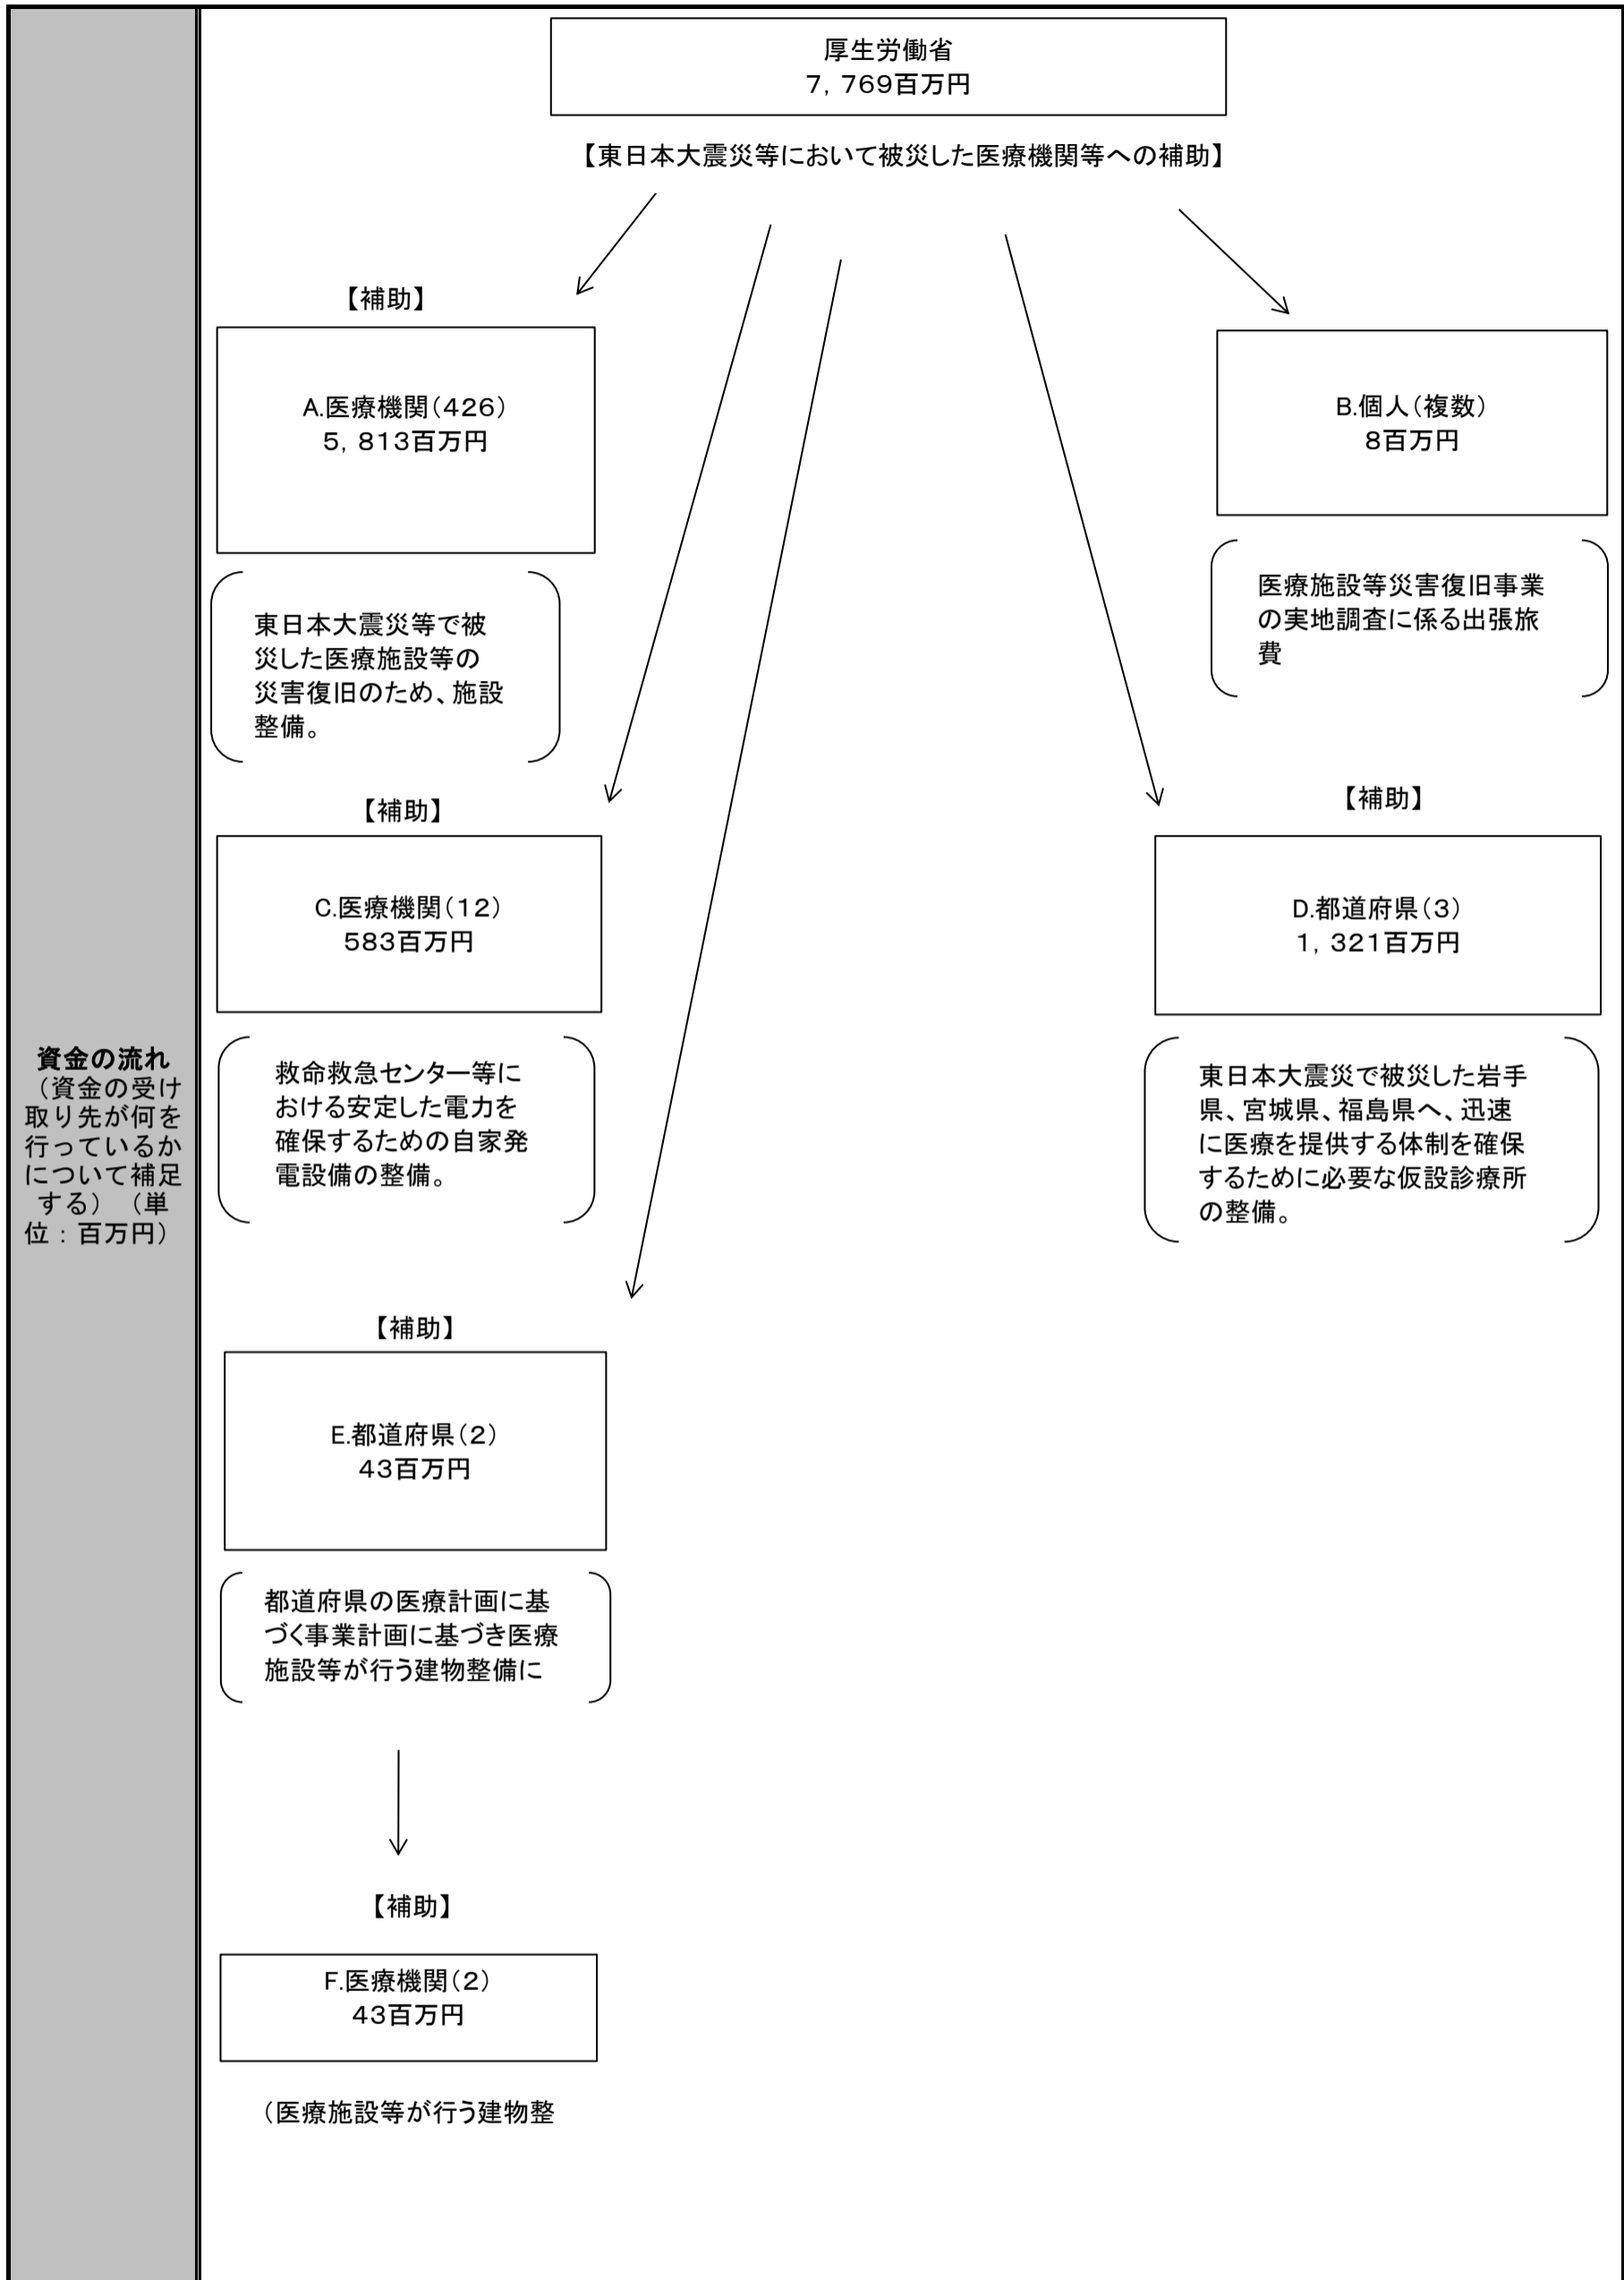 厚生労働省
7，769百万円
【東日本大震災等において被災した医療機関等への補助】
【補助】
A.医療機関（426）
5，813百万円
東日本大震災等で被
災した医療施設等の
災害復旧のため、施設
整備。
B.個人（複数）
8百万円
医療施設等災害復旧事業
の実地調査に係る出張旅
費
【補助】
C.医療機関（12）
583百万円
救命救急センター等に
おける安定した電力を
確保するための自家発
電設備の整備。
【補助】
D.都道府県（3）
1，321百万円
東日本大震災で被災した岩手
県、宮城県、福島県へ、迅速
に医療を提供する体制を確保
するために必要な仮設診療所
の整備。
資金の流れ
（資金の受け
取り先が何を
行っているか
について補足
する）　（単
位：百万円）
【補助】
E.都道府県（2）
43百万円
都道府県の医療計画に基
づく事業計画に基づき医療
施設等が行う建物整備に
【補助】
F.医療機関（2）
43百万円
（医療施設等が行う建物整